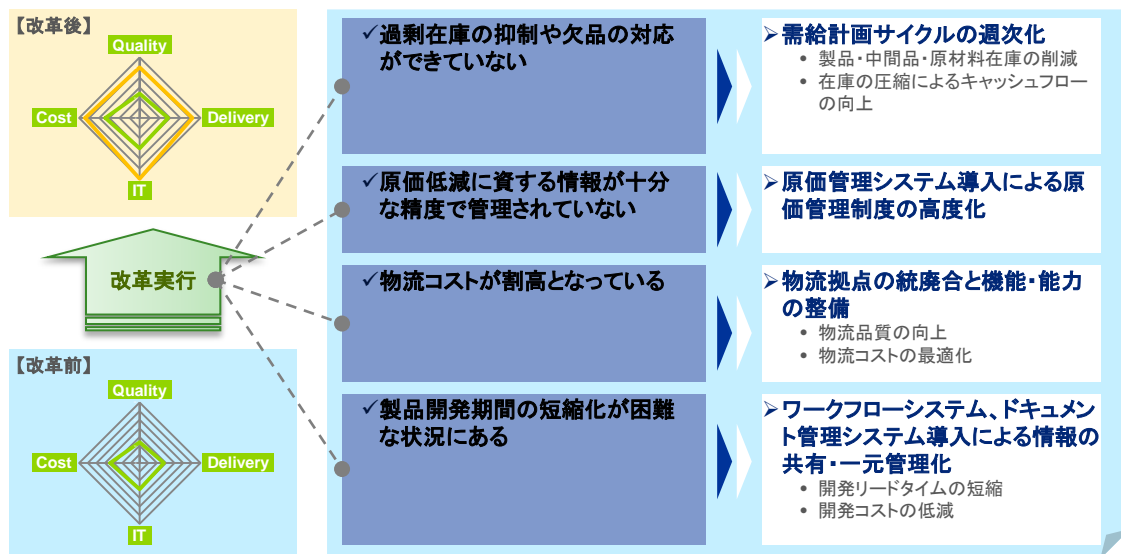 【改革後】
Quality
Cost
Delivery
IT
改革実行
【改革前】
Quality
Cost
Delivery
IT
✓過剰在庫の抑制や欠品の対応
ができていない
➢需給計画サイクルの週次化
• 製品・中間品・原材料在庫の削減
• 在庫の圧縮によるキャッシュフロー
の向上
✓原価低減に資する情報が十分
な精度で管理されていない
➢原価管理システム導入による原
価管理制度の高度化
✓物流コストが割高となっている
➢物流拠点の統廃合と機能・能力
の整備
• 物流品質の向上
• 物流コストの最適化
✓製品開発期間の短縮化が困難
な状況にある
➢ワークフローシステム、ドキュメン
ト管理システム導入による情報の
共有・一元管理化
• 開発リードタイムの短縮
• 開発コストの低減